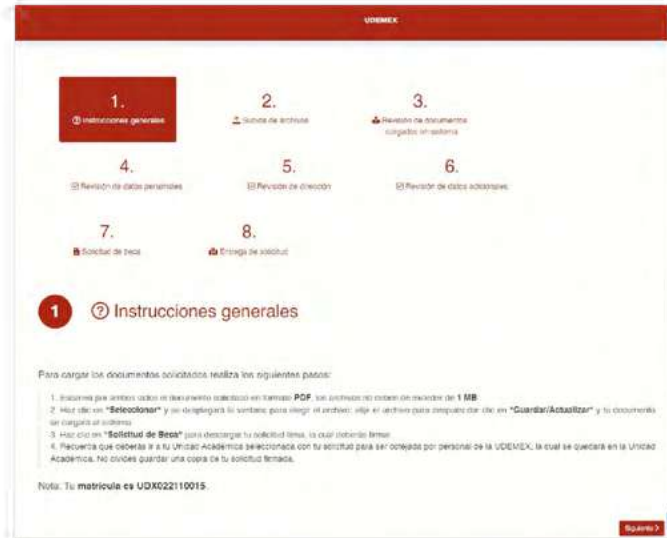 UDEMEX
1.
Instrucciones generales
2.
Subida de archivos
3.
Revisión de documentos
cargados en sistema
4.
Revisión de datos personales
5.
Revisión de dirección
6.
Revisión de datos adicionales
7.
Solicitud de beca
8.
Entrega de solicitud
1
Instrucciones generales
Para cargar los documentos solicitados realiza los siguientes pasos:
1. Escanea por ambos lados el documento solicitado en formato PDF, los archivos no deben de exceder de 1 MB
2. Haz clic en "Seleccionar" y se desplegará la ventana para elegir el archivo, elije el archivo para después dar clic en "Guardar/Actualizar" y tu documento
se cargará al sistema
3. Haz clic en "Solicitud de Beca" para descargar tu solicitud la cual deberás firmar
4. Recuerda que deberás ir a tu Unidad Académica seleccionada con tu solicitud para ser cotejada por personal de la UDEMEX, la cual se quedará en la Unidad
Académica. No olvides guardar una copia de tu solicitud firmada.
Nota: Tu matrícula es UDX022110015.
Siguiente